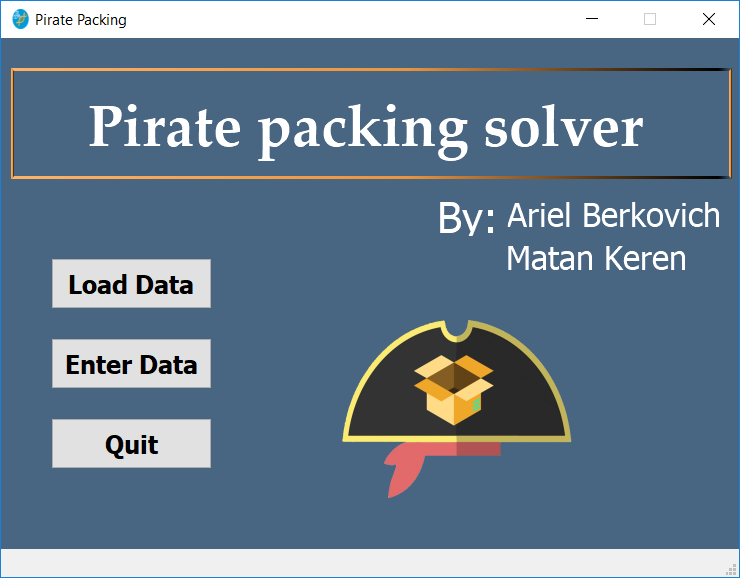 Pirate Packing
Pirate packing solver
By: Ariel Berkovich
Matan Keren
Load Data
Enter Data
Quit